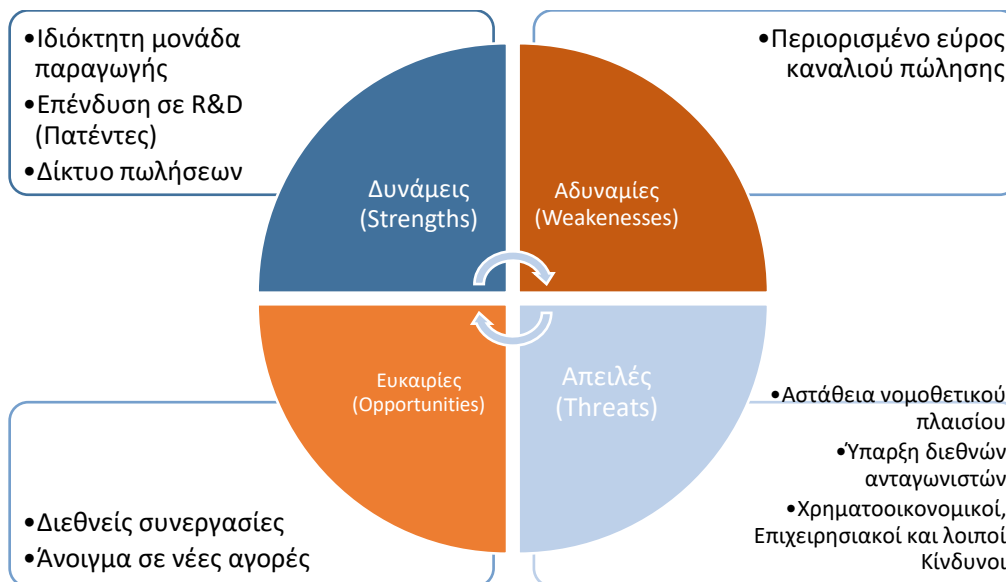 •Ιδιόκτητη μονάδα
παραγωγής
•Επένδυση σε R&D
(Πατέντες)
•Δίκτυο πωλήσεων
•Περιορισμένο εύρος
καναλιού πώλησης
Δυνάμεις
(Strengths)
Αδυναμίες
(Weakenesses)
Ευκαιρίες
(Opportunities)
Απειλές
(Threats)
•Διεθνείς συνεργασίες
•Άνοιγμα σε νέες αγορές
•Αστάθεια νομοθετικού
πλαισίου
•Ύπαρξη διεθνών
ανταγωνιστών
•Χρηματοοικονομικοί,
Επιχειρησιακοί και λοιποί
Κίνδυνοι